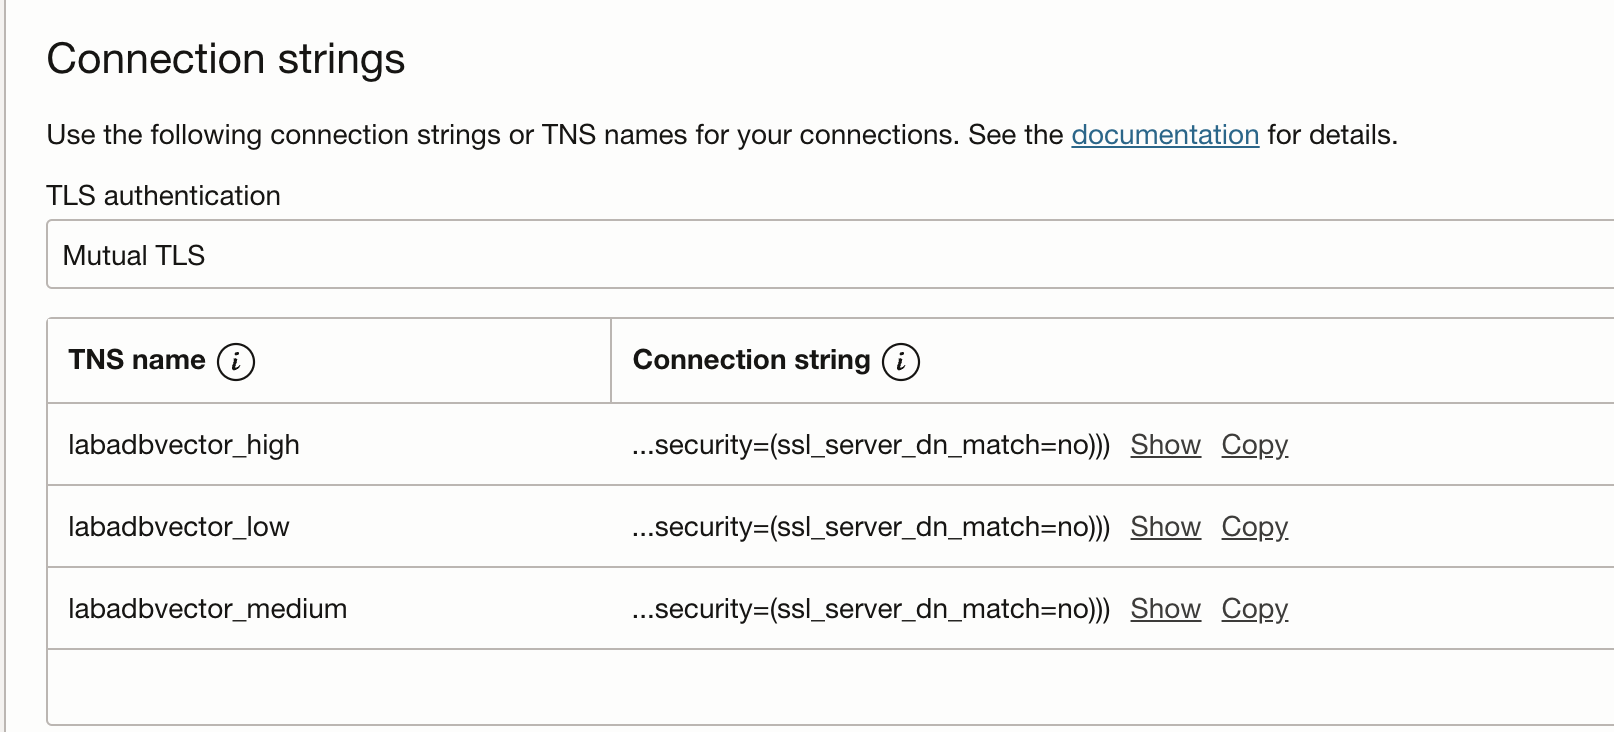 Connection strings
Use the following connection strings or TNS names for your connections. See the documentation for details.
TLS authentication
Mutual TLS
TNS name i Connection string i
labadbvector_high ...security=(ssl_server_dn_match=no))) Show Copy
labadbvector_low ...security=(ssl_server_dn_match=no))) Show Copy
labadbvector_medium ...security=(ssl_server_dn_match=no))) Show Copy